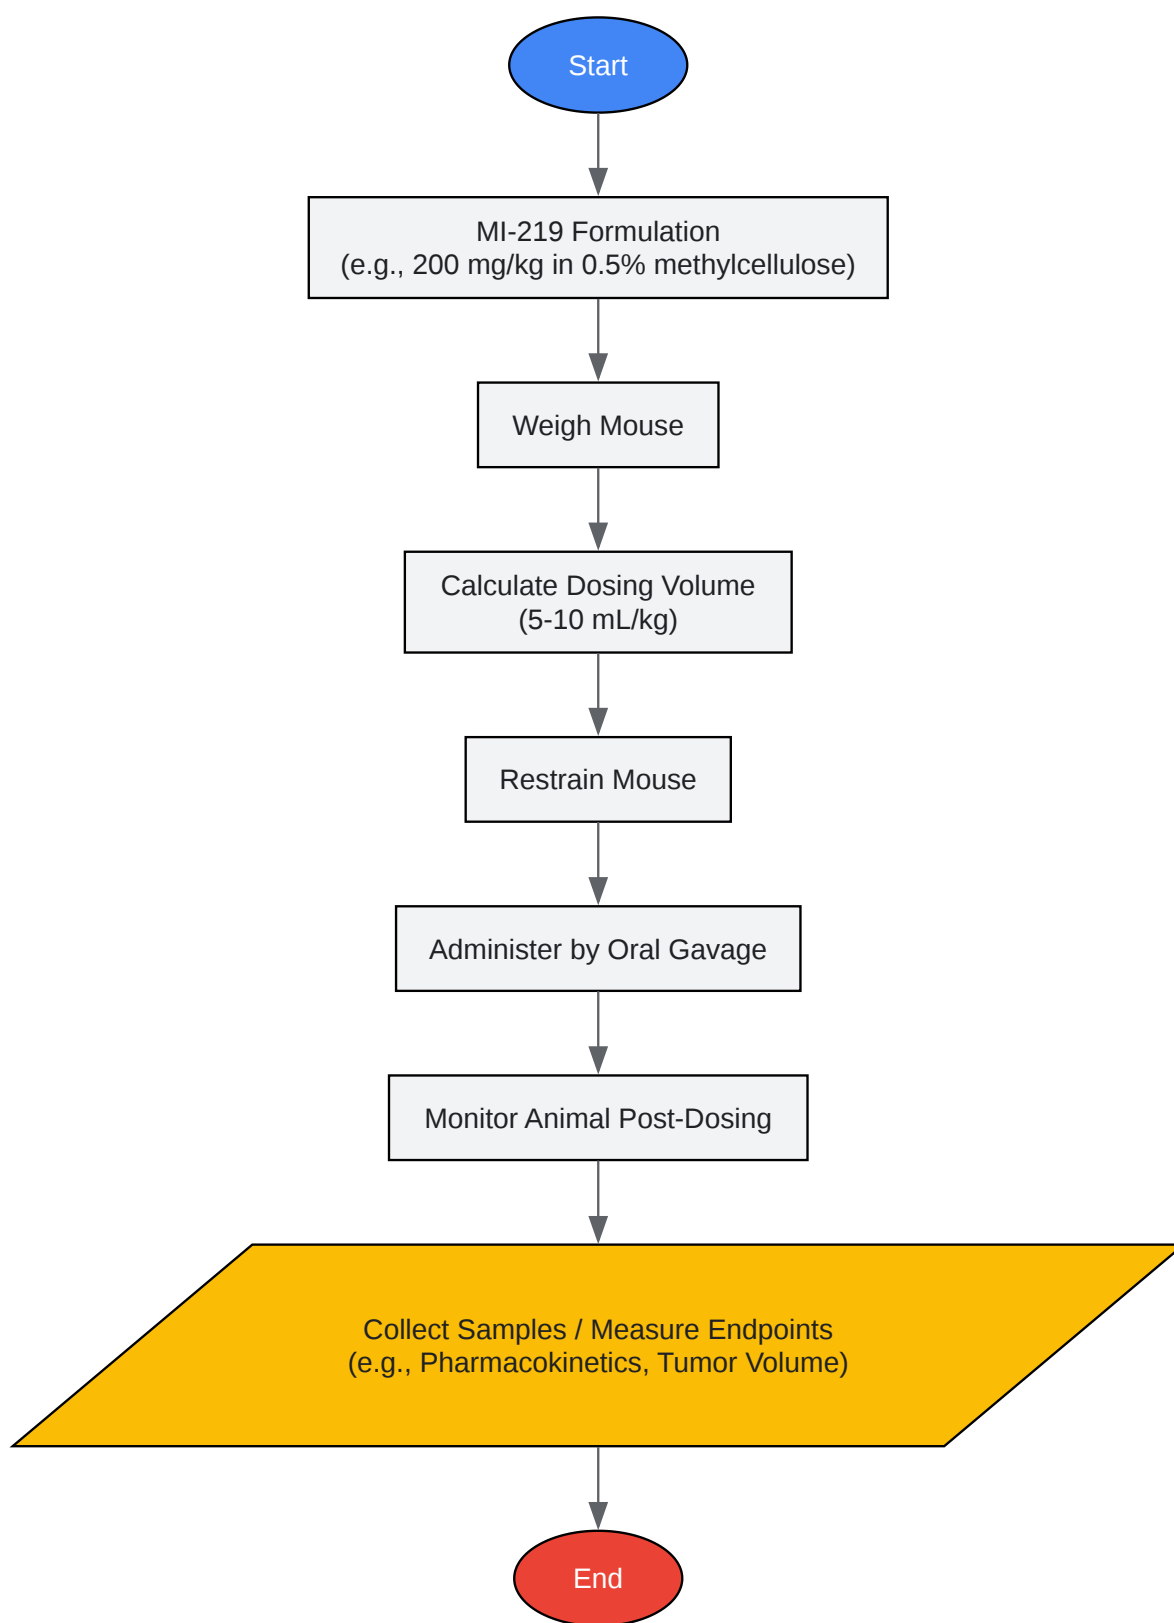 Start
MI-219 Formulation
(e.g., 200 mg/kg in 0.5% methylcellulose)
Weigh Mouse
Calculate Dosing Volume
(5-10 mL/kg)
Restrain Mouse
Administer by Oral Gavage
Monitor Animal Post-Dosing
Collect Samples / Measure Endpoints
(e.g., Pharmacokinetics, Tumor Volume)
End